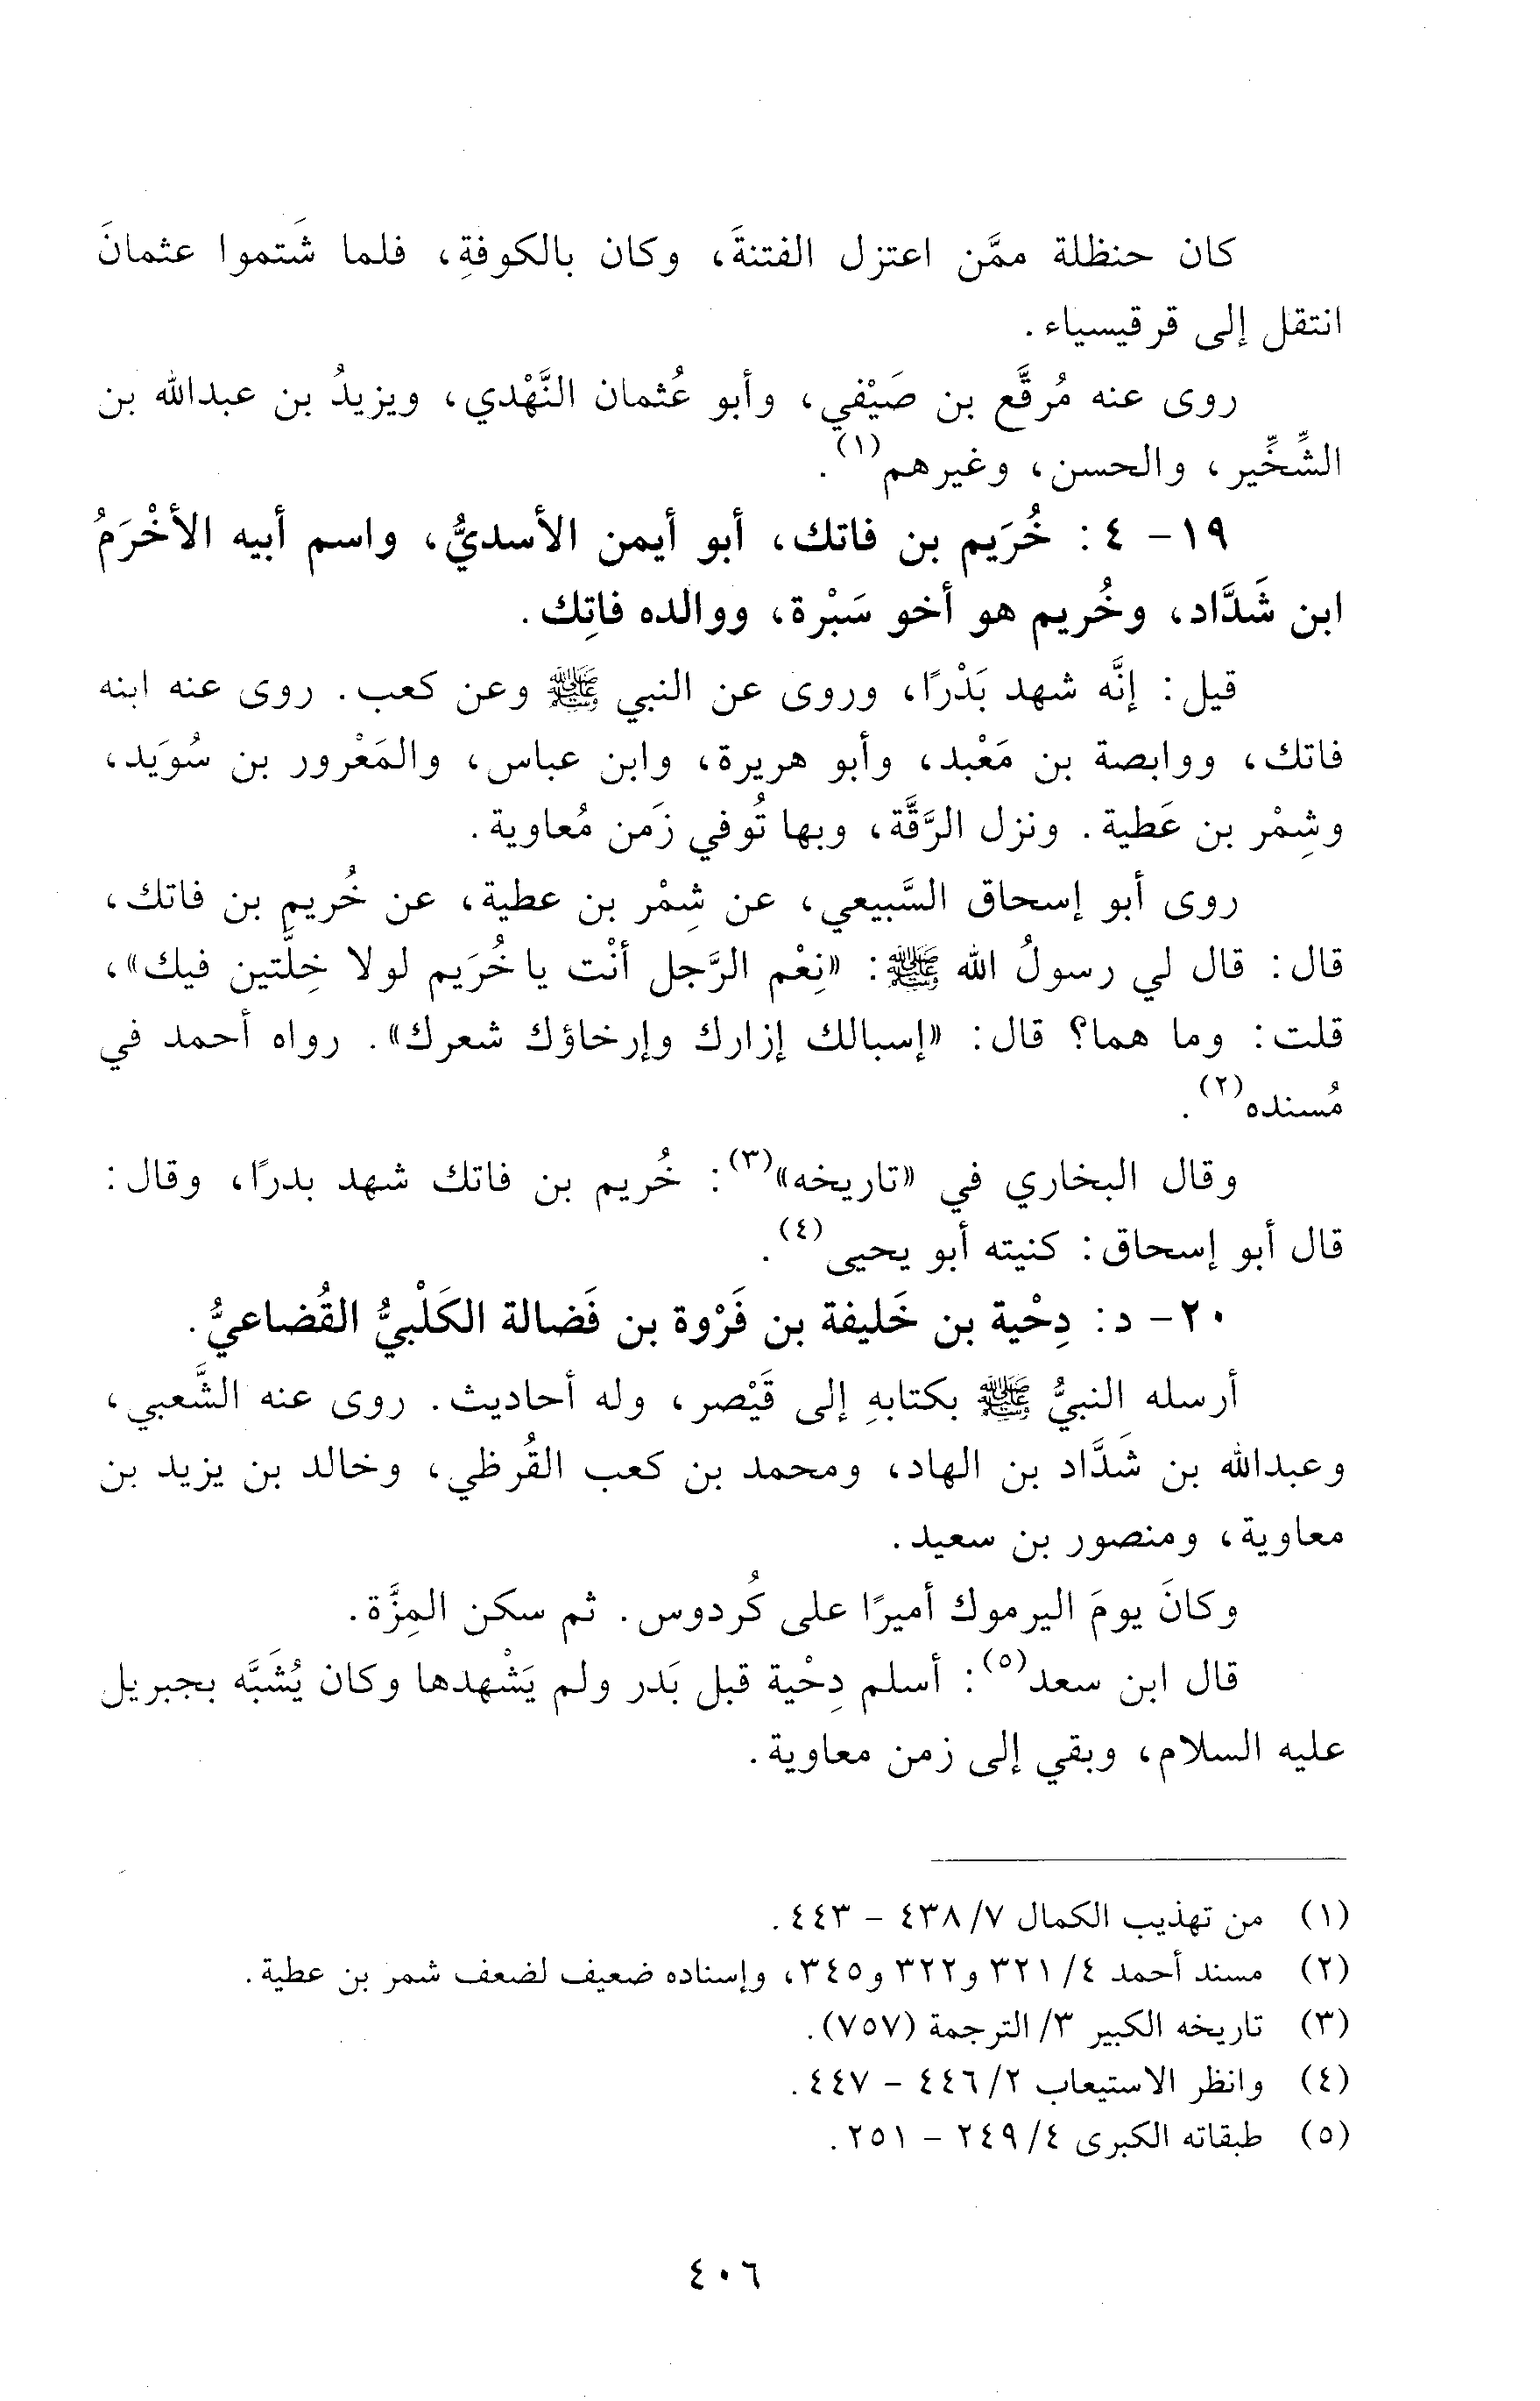 كان حنظلة ممَّن اعتزل الفتنةَ، وكان بالكوفةِ، فلما شَتموا عثمانَ
انتقل إلى قرقيسياء.
روى عنه مُرقَّع بن صَيْفي، وأبو عُثمان النَّهْدي، ويزيدُ بن عبدالله بن
الشِّخِّير، والحسن، وغيرهم(١).
١٩- ٤: خُرَيم بن فاتك، أبو أيمن الأسديُّ، واسم أبيه الأخْرَمُ
ابن شَدَّاد، وخُريم هو أخو سَبْرة، ووالده فاتِك.
قيل: إنَّه شهد بَدْرًا، وروى عن النبي ﷺ وعن كعب. روى عنه ابنه
فاتك، ووابصة بن مَعْبد، وأبو هريرة، وابن عباس، والمَعْرور بن سُوَيد،
وشِمْر بن عَطية. ونزل الرَّقَّة، وبها تُوفي زَمن مُعاوية.
روى أبو إسحاق السَّبيعي، عن شِمْر بن عطية، عن خُريم بن فاتك،
قال: قال لي رسولُ الله ﷺ: «نِعْم الرَّجل أنْت يا خُرَيم لولا خِلَّتين فيك»،
قلت: وما هما؟ قال: «إسبالك إزارك وإرخاؤك شعرك». رواه أحمد في
مُسنده(٢).
وقال البخاري في «تاريخه»(٣): خُريم بن فاتك شهد بدرًا، وقال:
قال أبو إسحاق: كنيته أبو يحيى(٤).
٢٠- د: دِحْية بن خَليفة بن فَرْوة بن فَضالة الكَلْبيُّ القُضاعيُّ.
أرسله النبيُّ ﷺ بكتابهِ إلى قَيْصر، وله أحاديث. روى عنه الشَّعبي،
وعبدالله بن شَدَّاد بن الهاد، ومحمد بن كعب القُرظي، وخالد بن يزيد بن
معاوية، ومنصور بن سعيد.
وكانَ يومَ اليرموك أميرًا على كُردوس. ثم سكن المِزَّة.
قال ابن سعد(٥): أسلم دِحْية قبل بَدر ولم يَشْهدها وكان يُشَبَّه بجبريل
عليه السلام، وبقي إلى زمن معاوية.
(١) من تهذيب الكمال ٧/ ٤٣٨ - ٤٤٣.
(٢) مسند أحمد ٤/ ٣٢١ و٣٢٢ و٣٤٥، وإسناده ضعيف لضعف شمر بن عطية.
(٣) تاريخه الكبير ٣/ الترجمة (٧٥٧).
(٤) وانظر الاستيعاب ٢/ ٤٤٦ - ٤٤٧.
(٥) طبقاته الكبرى ٤/ ٢٤٩ - ٢٥١.
٤٠٦